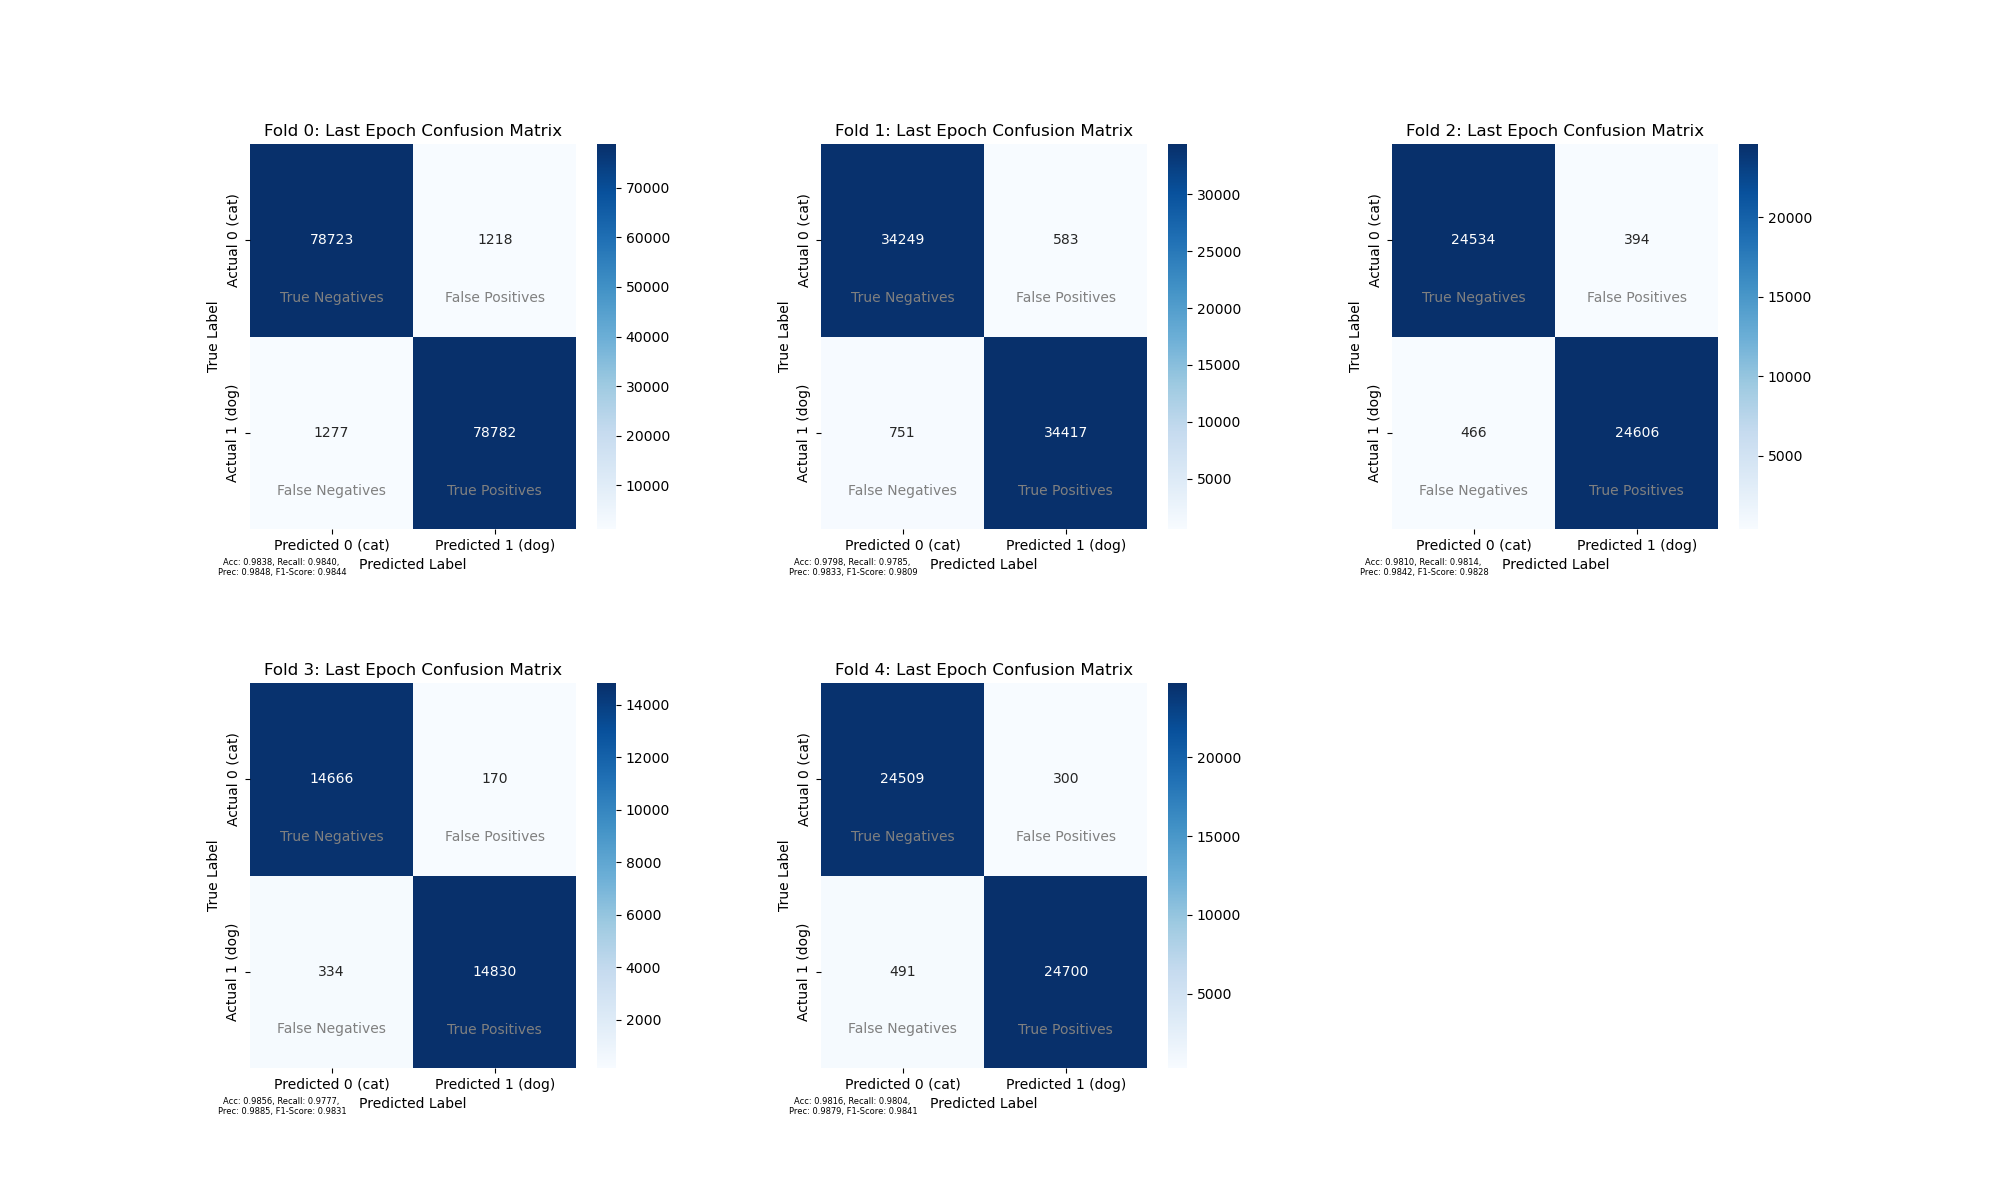 Fold 0: Last Epoch Confusion Matrix
True Label
Actual 0 (cat)
Actual 1 (dog)
78723
True Negatives
1218
False Positives
1277
False Negatives
78782
True Positives
70000
60000
50000
40000
30000
20000
10000
Predicted 0 (cat)
Predicted 1 (dog)
Predicted Label
Acc: 0.9838, Recall: 0.9840,
Prec: 0.9848, F1-Score: 0.9844
Fold 1: Last Epoch Confusion Matrix
True Label
Actual 0 (cat)
Actual 1 (dog)
34249
True Negatives
583
False Positives
751
False Negatives
34417
True Positives
30000
25000
20000
15000
10000
5000
Predicted 0 (cat)
Predicted 1 (dog)
Predicted Label
Acc: 0.9798, Recall: 0.9785,
Prec: 0.9833, F1-Score: 0.9809
Fold 2: Last Epoch Confusion Matrix
True Label
Actual 0 (cat)
Actual 1 (dog)
24534
True Negatives
394
False Positives
466
False Negatives
24606
True Positives
20000
15000
10000
5000
Predicted 0 (cat)
Predicted 1 (dog)
Predicted Label
Acc: 0.9810, Recall: 0.9814,
Prec: 0.9842, F1-Score: 0.9828
Fold 3: Last Epoch Confusion Matrix
True Label
Actual 0 (cat)
Actual 1 (dog)
14666
True Negatives
170
False Positives
334
False Negatives
14830
True Positives
14000
12000
10000
8000
6000
4000
2000
Predicted 0 (cat)
Predicted 1 (dog)
Predicted Label
Acc: 0.9856, Recall: 0.9777,
Prec: 0.9885, F1-Score: 0.9831
Fold 4: Last Epoch Confusion Matrix
True Label
Actual 0 (cat)
Actual 1 (dog)
24509
True Negatives
300
False Positives
491
False Negatives
24700
True Positives
20000
15000
10000
5000
Predicted 0 (cat)
Predicted 1 (dog)
Predicted Label
Acc: 0.9816, Recall: 0.9804,
Prec: 0.9879, F1-Score: 0.9841